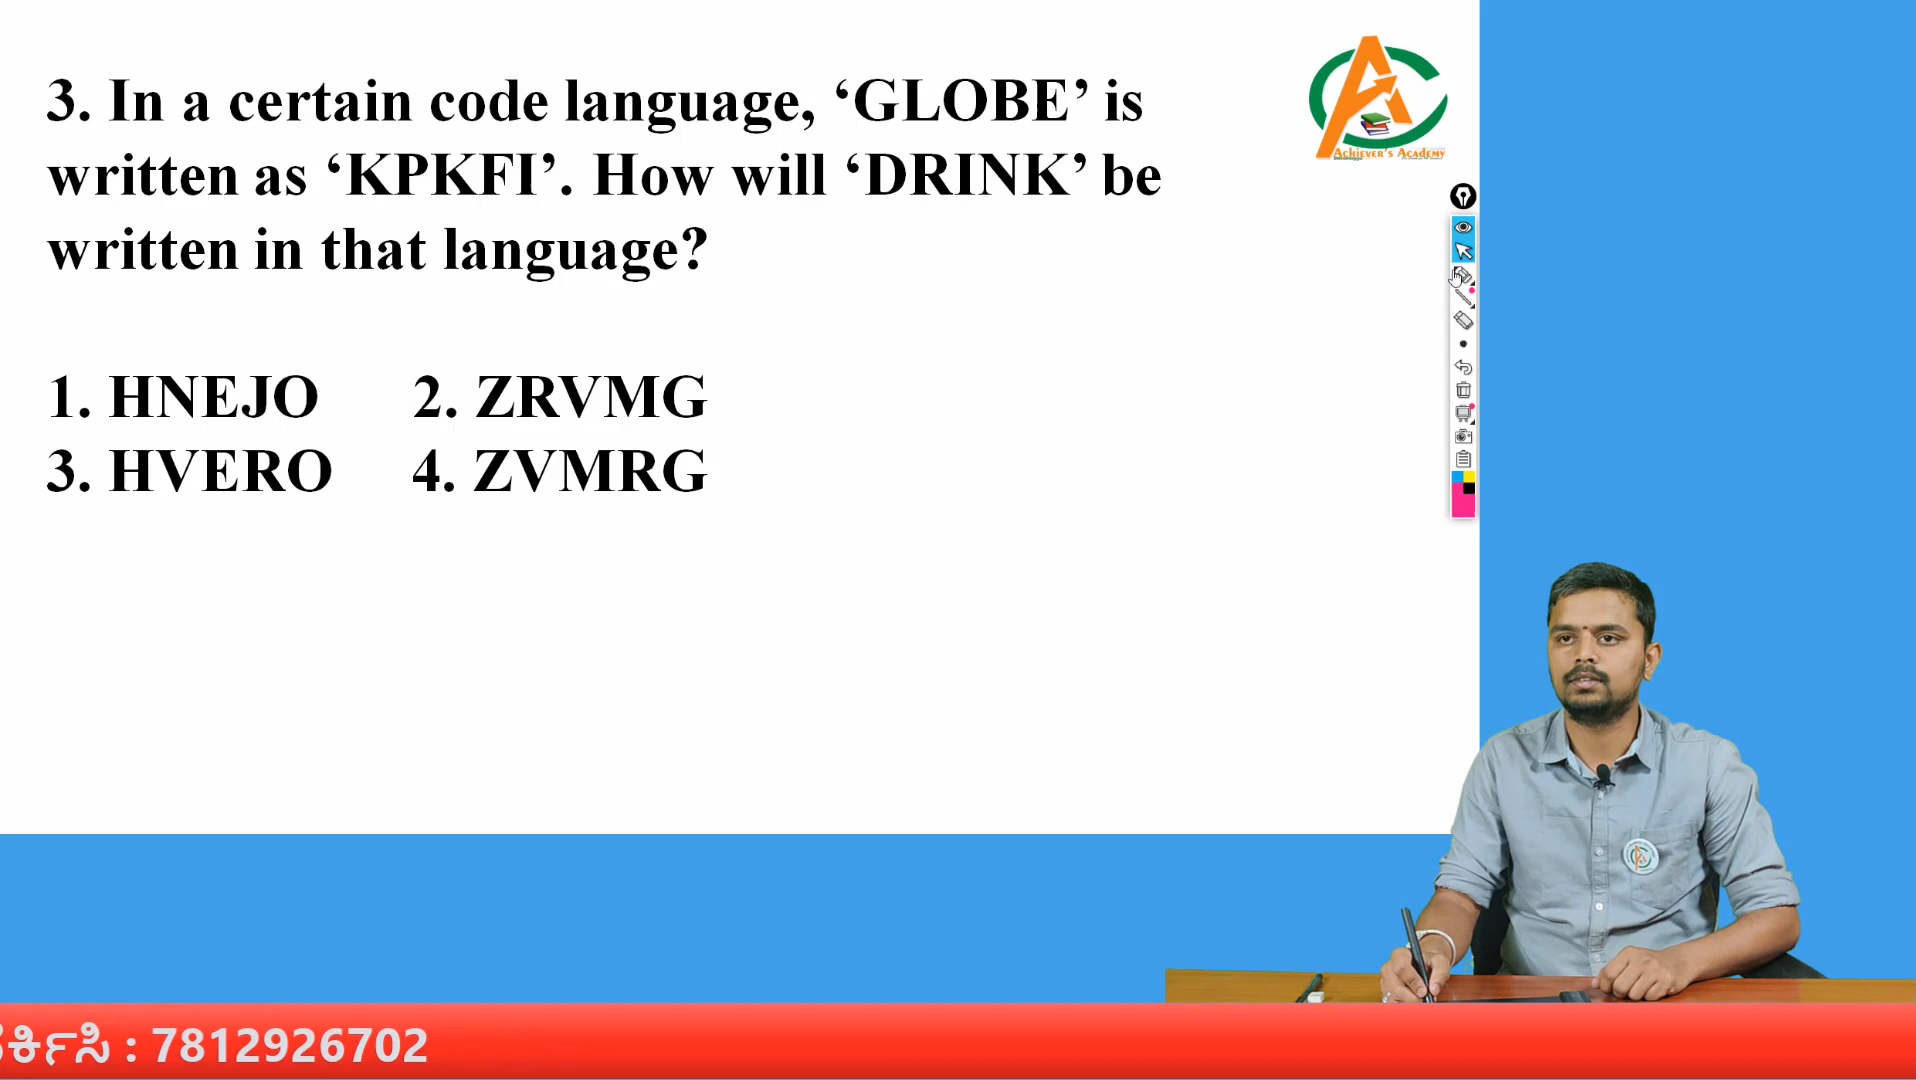 3. In a certain code language, ‘GLOBE’ is
written as ‘KPKFI’. How will ‘DRINK’ be
written in that language?
1. HNEJO 2. ZRVMG
3. HVERO 4. ZVMRG
ACHIEVER'S ACADEMY
: 7812926702